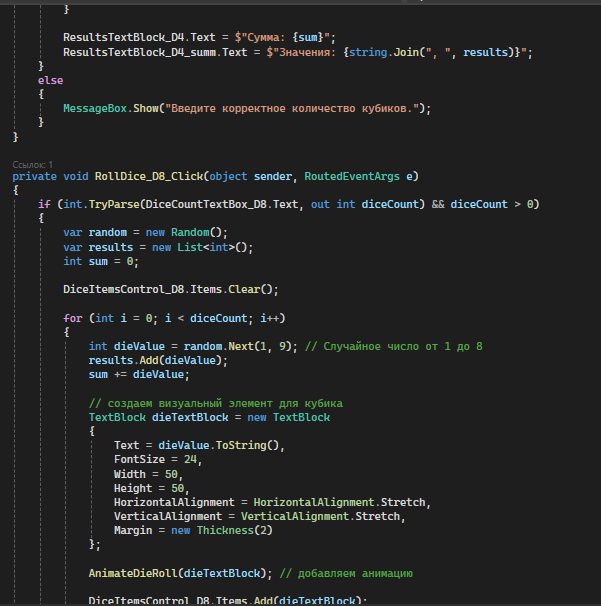 }
ResultsTextBlock_D4.Text = $"Сумма: {sum}";
ResultsTextBlock_D4_summ.Text = $"Значения: {string.Join(", ", results)}";
}
else
{
MessageBox.Show("Введите корректное количество кубиков.");
}
}
Ссылок: 1
private void RollDice_D8_Click(object sender, RoutedEventArgs e)
{
if (int.TryParse(DiceCountTextBox_D8.Text, out int diceCount) && diceCount > 0)
{
var random = new Random();
var results = new List<int>();
int sum = 0;
DiceItemsControl_D8.Items.Clear();
for (int i = 0; i < diceCount; i++)
{
int dieValue = random.Next(1, 9); // Случайное число от 1 до 8
results.Add(dieValue);
sum += dieValue;
// создаем визуальный элемент для кубика
TextBlock dieTextBlock = new TextBlock
{
Text = dieValue.ToString(),
FontSize = 24,
Width = 50,
Height = 50,
HorizontalAlignment = HorizontalAlignment.Stretch,
VerticalAlignment = VerticalAlignment.Stretch,
Margin = new Thickness(2)
};
AnimateDieRoll(dieTextBlock); // добавляем анимацию
DiceItemsControl_D8.Items.Add(dieTextBlock);